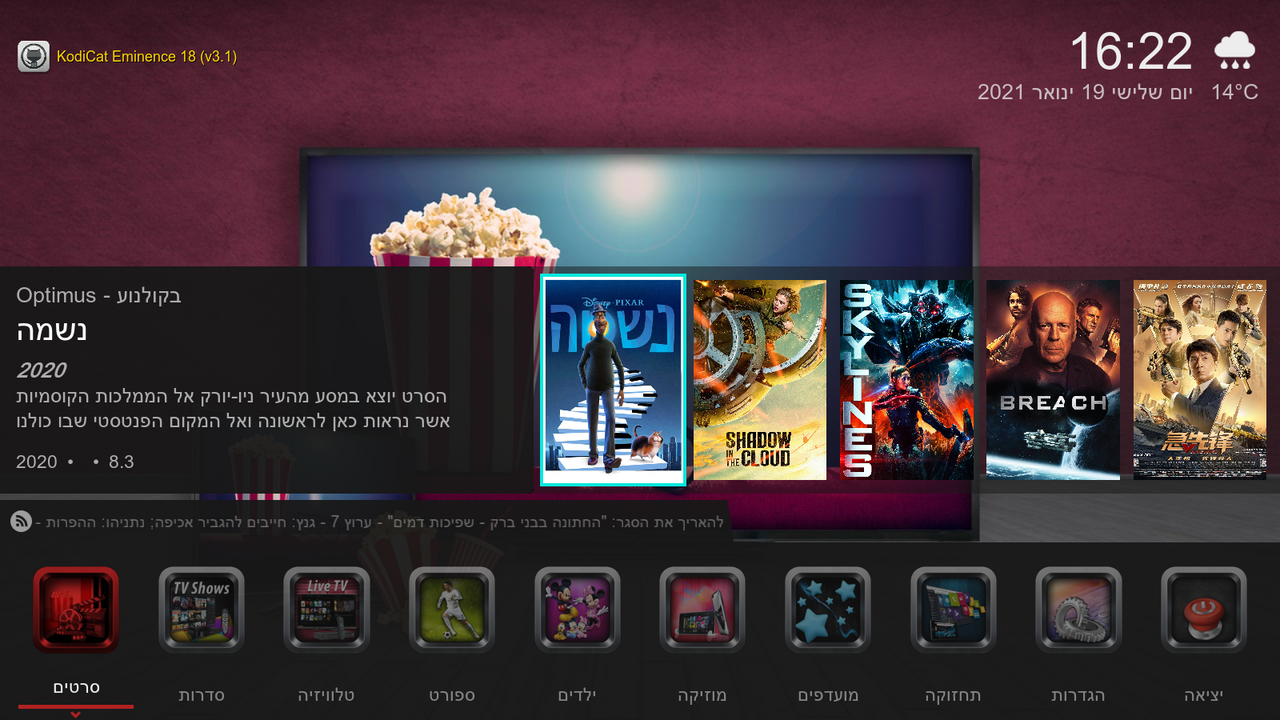 KodiCat Eminence 18 (v3.1)
16:22
יום שלישי 19 ינואר 2021
14°C
Optimus - בקולנוע
נשמה
2020
הסרט יוצא במסע מהעיר ניו-יורק אל הממלכות הקוסמיות
אשר נראות כאן לראשונה ואל המקום הפנטסטי שבו כולנו
2020 • • 8.3
Disney PIXAR
נשמה
SHADOW
IN THE CLOUD
SKYLINES
BREACH
急先锋
להאריך את הסגר: "החתונה בבני ברק - שפיכות דמים" - ערוץ 7 - גנץ: חייבים להגביר אכיפה; נתניהו: ההפרות -
TV Shows
Live TV
סרטים
סדרות
טלוויזיה
ספורט
ילדים
מוזיקה
מועדפים
תחזוקה
הגדרות
יציאה